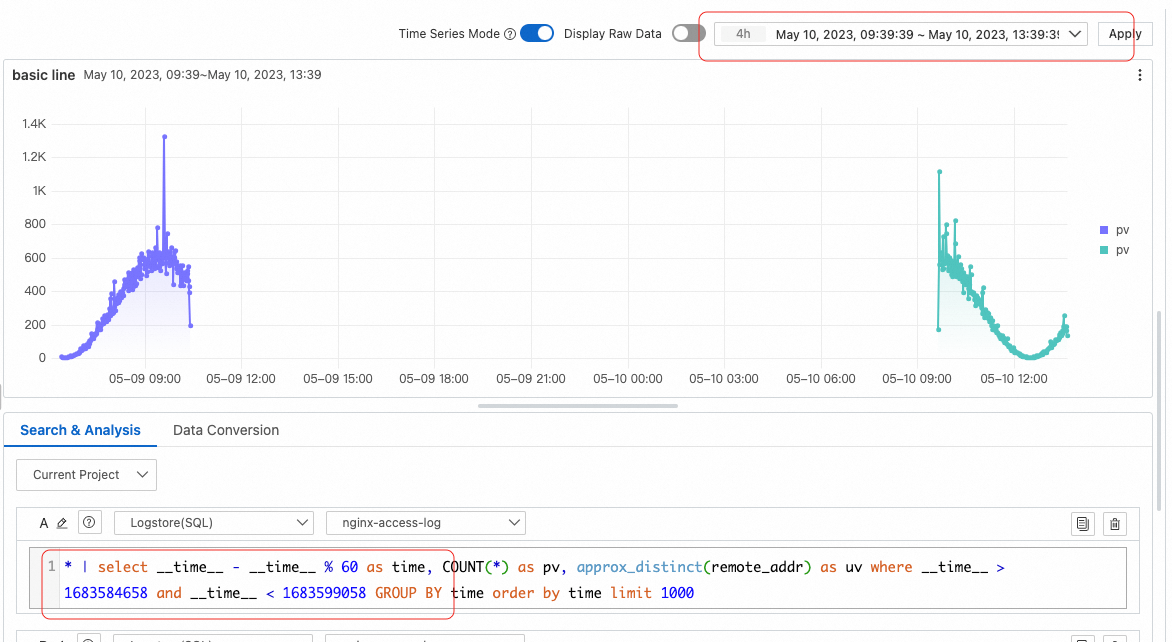 Time Series Mode ? Display Raw Data 4h May 10, 2023, 09:39:39 ~ May 10, 2023, 13:39:39 Apply
basic line May 10, 2023, 09:39~May 10, 2023, 13:39
1.4K
1.2K
1K
800
600
400
200
0
pv
pv
05-09 09:00 05-09 12:00 05-09 15:00 05-09 18:00 05-09 21:00 05-10 00:00 05-10 03:00 05-10 06:00 05-10 09:00 05-10 12:00
Search & Analysis Data Conversion
Current Project
A ? Logstore(SQL) nginx-access-log
1 * | select __time__ - __time__ % 60 as time, COUNT(*) as pv, approx_distinct(remote_addr) as uv where __time__ >
1683584658 and __time__ < 1683599058 GROUP BY time order by time limit 1000